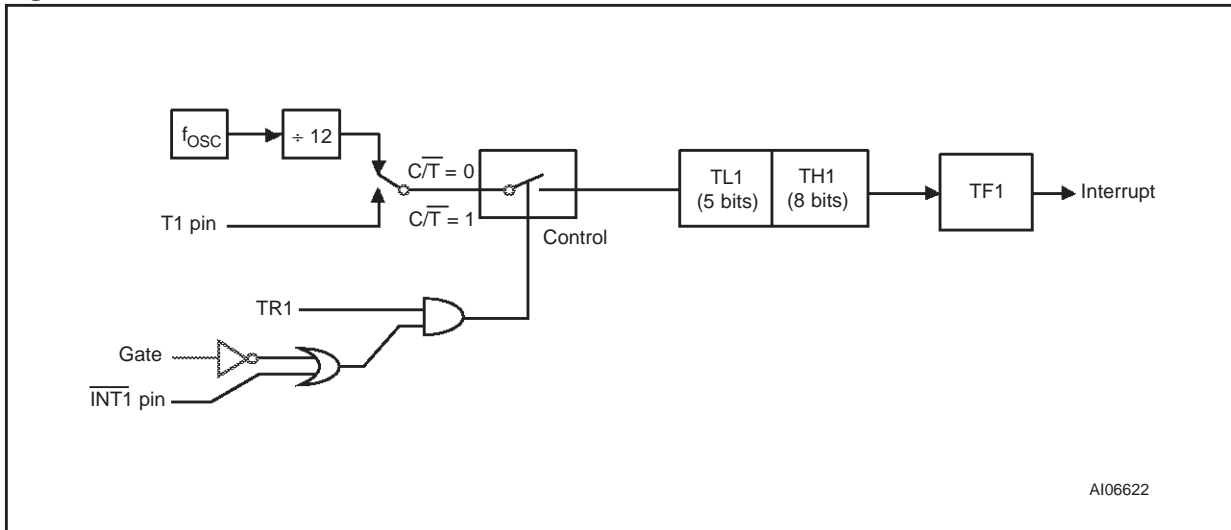 fOSC
÷ 12
C/T̅ = 0
T1 pin
C/T̅ = 1
Control
TL1
(5 bits)
TH1
(8 bits)
TF1
Interrupt
TR1
Gate
I̅N̅T̅1̅ pin
AI06622